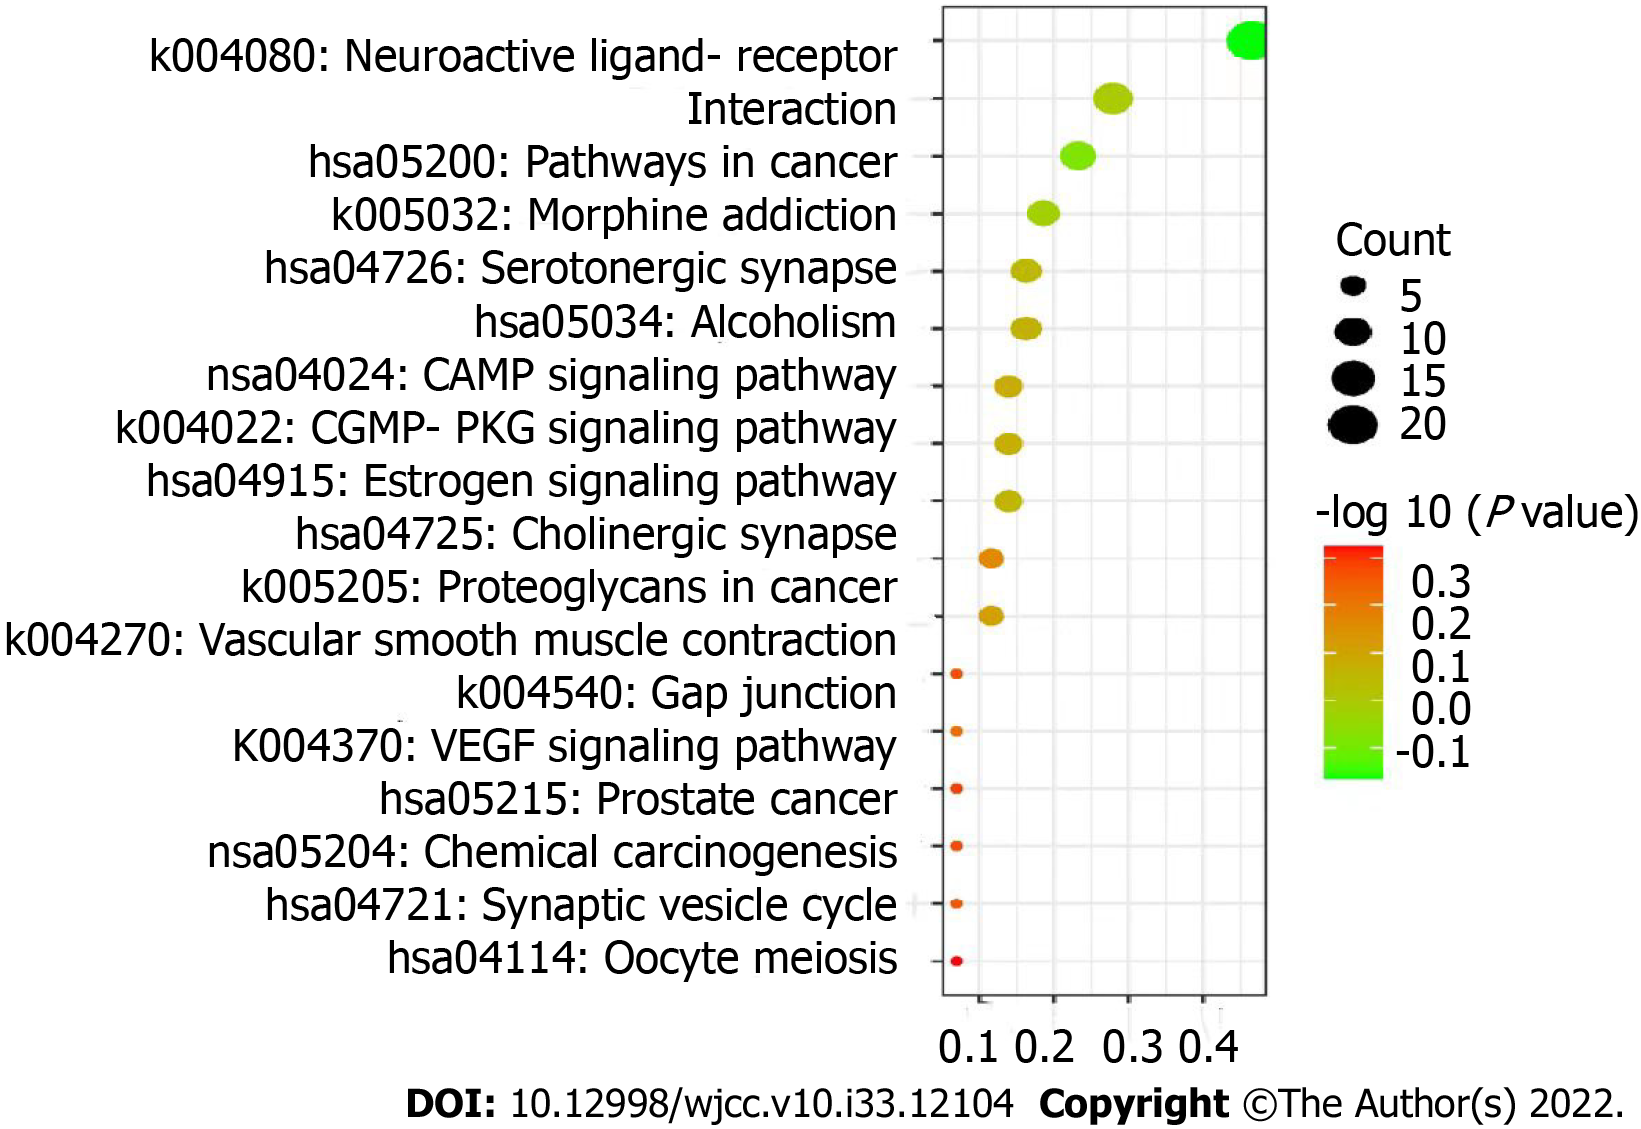 k004080: Neuroactive ligand- receptor
Interaction
hsa05200: Pathways in cancer
k005032: Morphine addiction
hsa04726: Serotonergic synapse
hsa05034: Alcoholism
nsa04024: CAMP signaling pathway
k004022: CGMP- PKG signaling pathway
hsa04915: Estrogen signaling pathway
hsa04725: Cholinergic synapse
k005205: Proteoglycans in cancer
k004270: Vascular smooth muscle contraction
k004540: Gap junction
K004370: VEGF signaling pathway
hsa05215: Prostate cancer
nsa05204: Chemical carcinogenesis
hsa04721: Synaptic vesicle cycle
hsa04114: Oocyte meiosis
0.1 0.2 0.3 0.4
Count
5
10
15
20
-log 10 (P value)
0.3
0.2
0.1
0.0
-0.1
DOI: 10.12998/wjcc.v10.i33.12104 Copyright ©The Author(s) 2022.